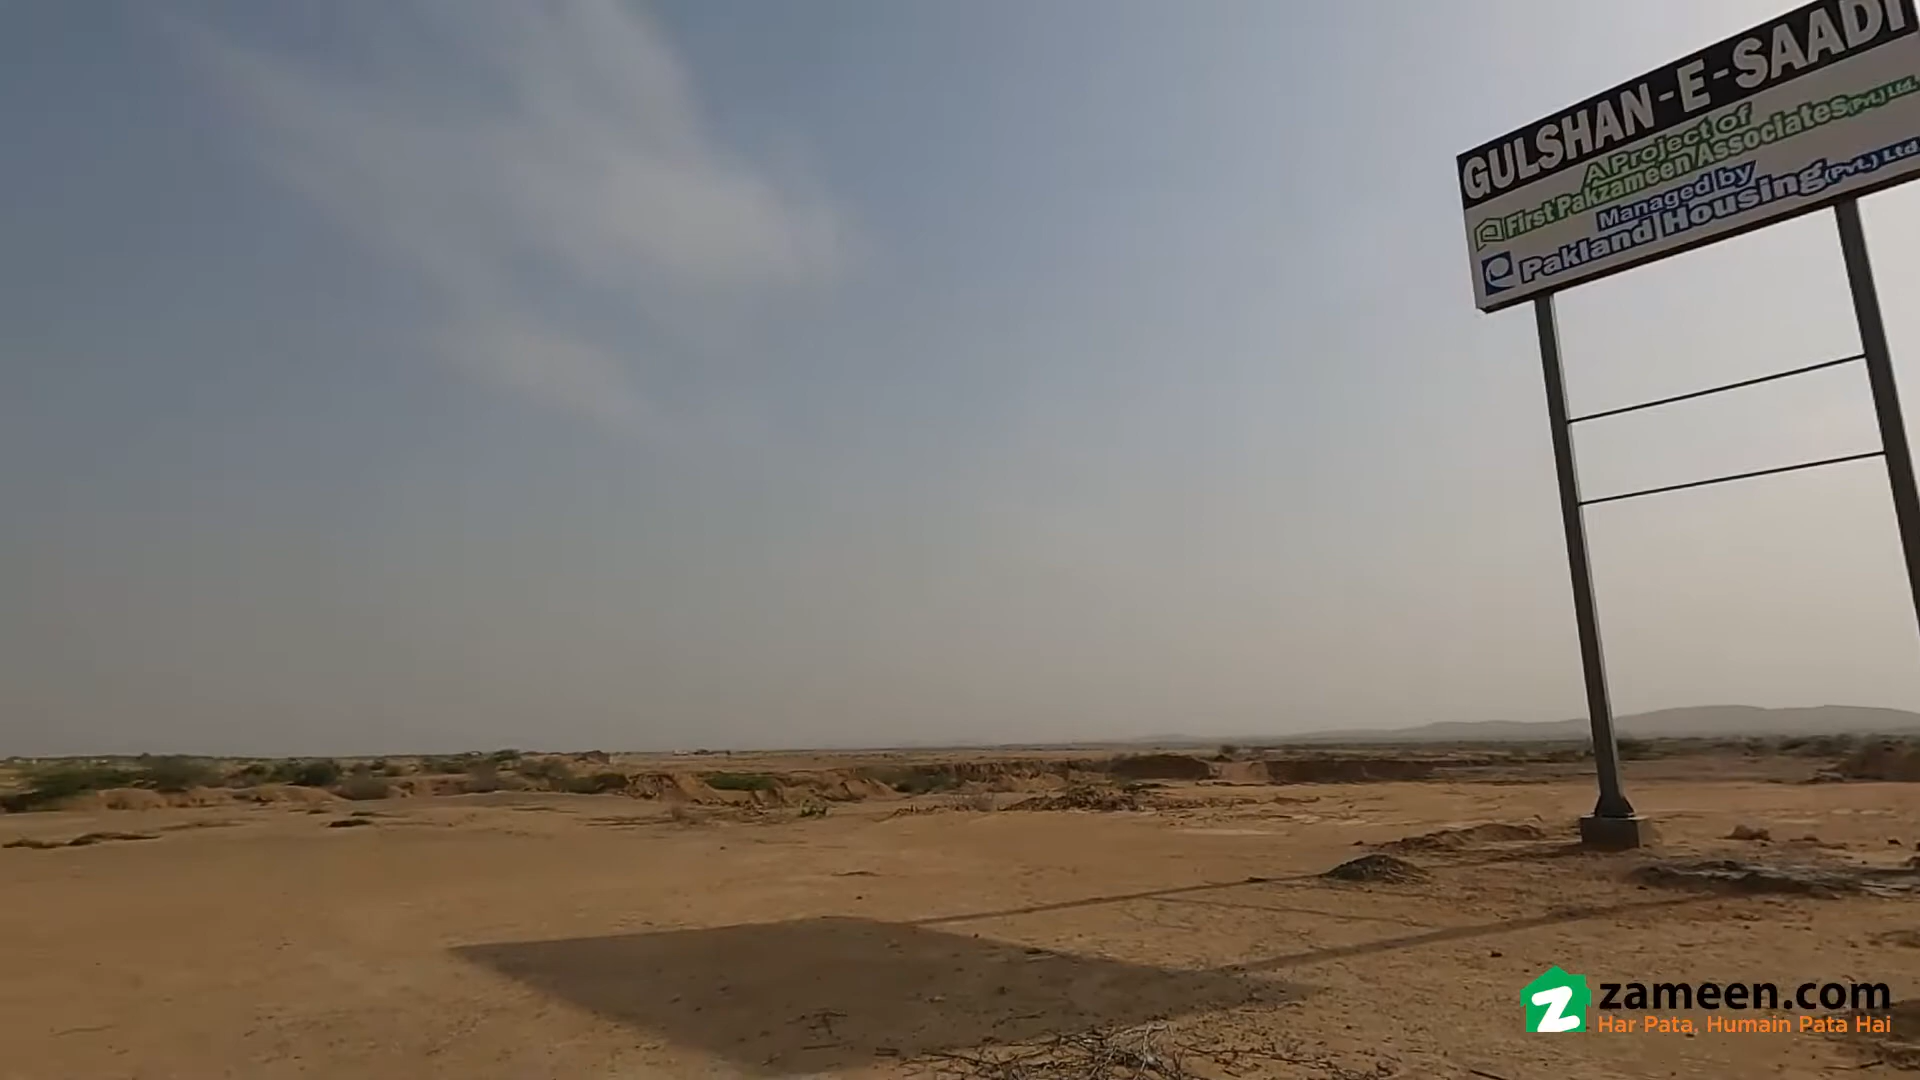 GULSHAN-E-SAADI
A Project of
First Pakzameen Associates (Pvt.) Ltd.
Managed by
Pakland Housing (Pvt.) Ltd
zameen.com
Har Pata, Humain Pata Hai